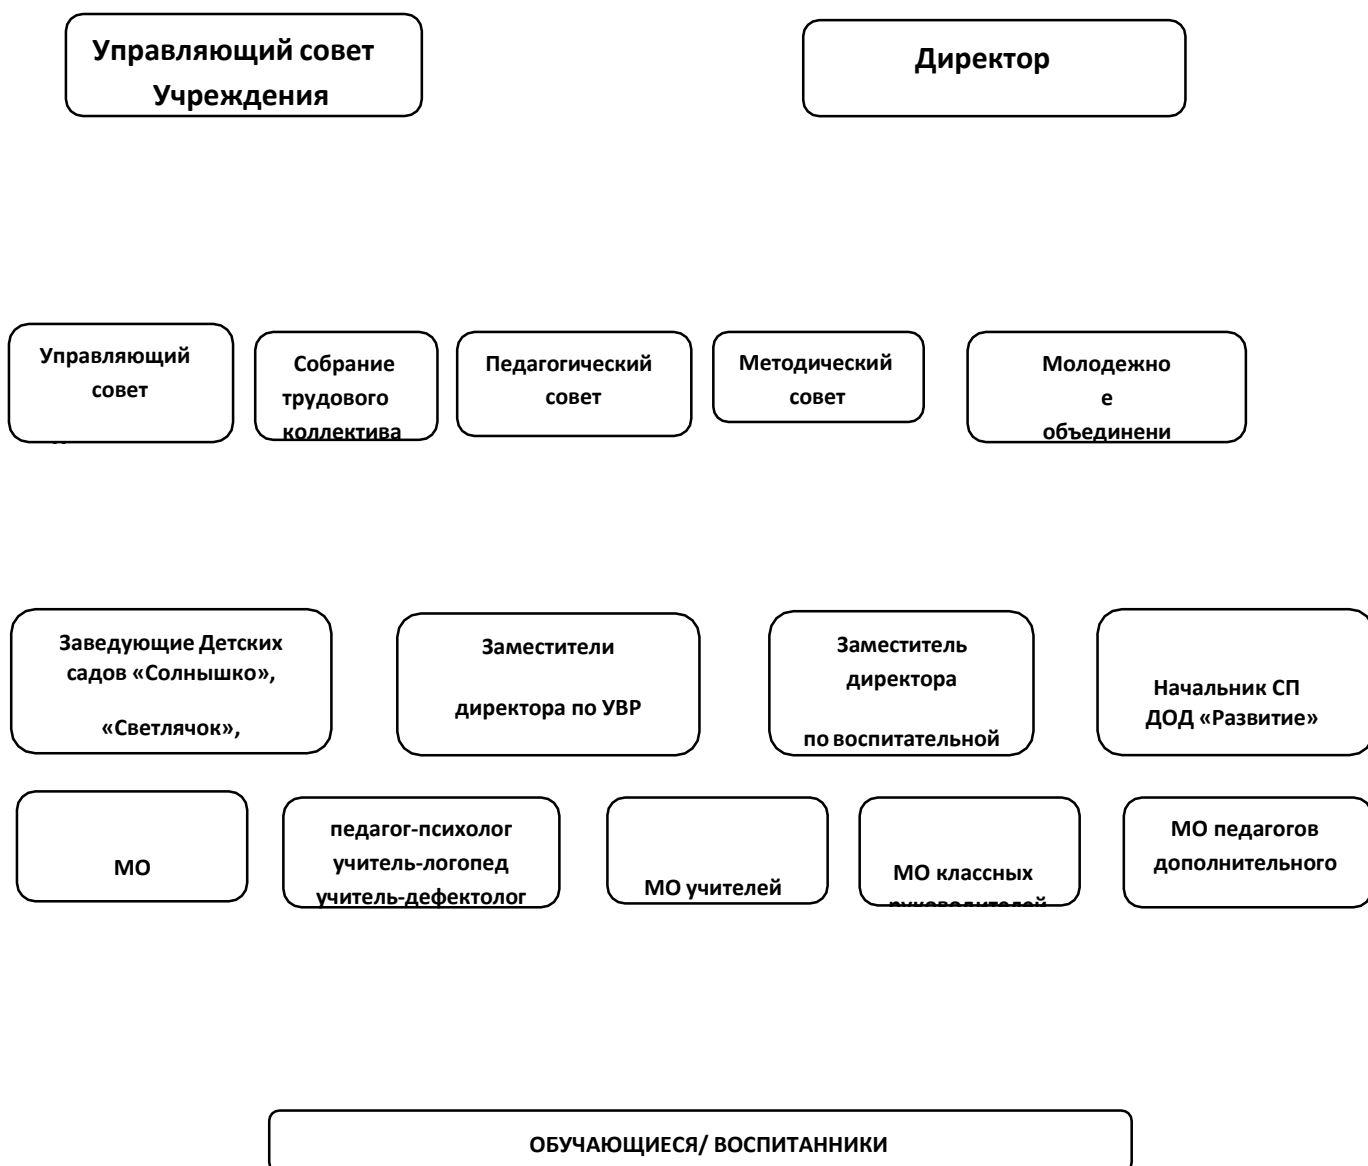 Управляющий совет
Учреждения
Директор
Управляющий
совет
Собрание
трудового
коллектива
Педагогический
совет
Методический
совет
Молодежно
е
объединени
Заведующие Детских
садов «Солнышко»,
«Светлячок»,
Заместители
директора по УВР
Заместитель
директора
по воспитательной
Начальник СП
ДОД «Развитие»
МО
педагог-психолог
учитель-логопед
учитель-дефектолог
МО учителей
МО классных
руководителей
МО педагогов
дополнительного
ОБУЧАЮЩИЕСЯ/ ВОСПИТАННИКИ